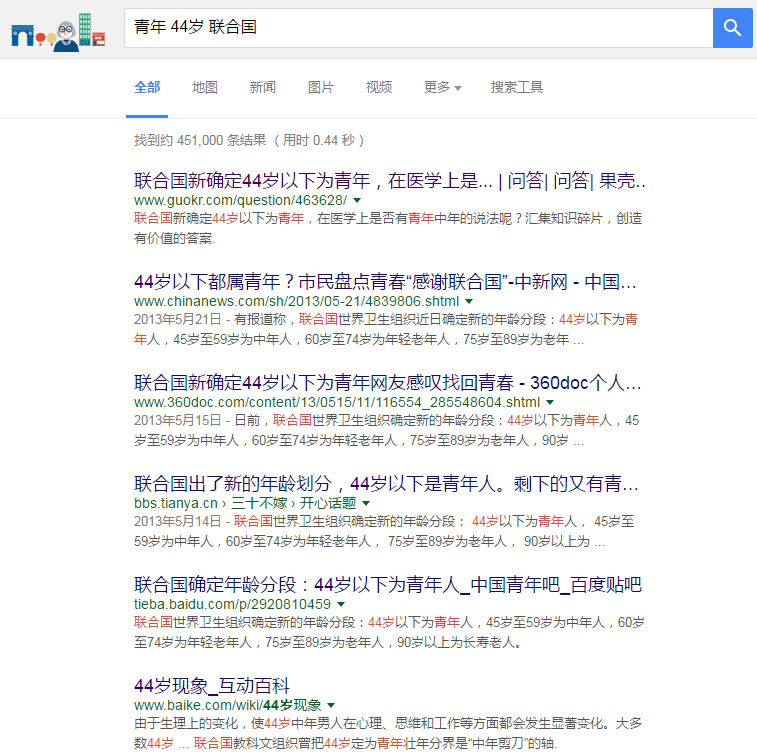 青年 44岁 联合国
全部 地图 新闻 图片 视频 更多 搜索工具
找到约 451,000 条结果 （用时 0.44 秒）
联合国新确定44岁以下为青年，在医学上是... | 问答| 问答| 果壳..
www.guokr.com/question/463628/
联合国新确定44岁以下为青年，在医学上是否有青年中年的说法呢？汇集知识碎片，创造
有价值的答案.
44岁以下都属青年？市民盘点青春“感谢联合国”-中新网 - 中国...
www.chinanews.com/sh/2013/05-21/4839806.shtml
2013年5月21日 - 有报道称，联合国世界卫生组织近日确定新的年龄分段：44岁以下为青
年人，45岁至59岁为中年人，60岁至74岁为年轻老年人，75岁至89岁为老年 ...
联合国新确定44岁以下为青年网友感叹找回青春 - 360doc个人...
www.360doc.com/content/13/0515/11/116554_285548604.shtml
2013年5月15日 - 日前，联合国世界卫生组织确定新的年龄分段：44岁以下为青年人，45
岁至59岁为中年人，60岁至74岁为年轻老年人，75岁至89岁为老年人，90岁 ...
联合国出了新的年龄划分，44岁以下是青年人。剩下的又有青...
bbs.tianya.cn › 三十不嫁 › 开心话题
2013年5月14日 - 联合国世界卫生组织确定新的年龄分段： 44岁以下为青年人， 45岁至
59岁为中年人，60岁至74岁为年轻老年人， 75岁至89岁为老年人， 90岁以上为 ...
联合国确定年龄分段：44岁以下为青年人_中国青年吧_百度贴吧
tieba.baidu.com/p/2920810459
联合国世界卫生组织确定新的年龄分段：44岁以下为青年人，45岁至59岁为中年人，60岁
至74岁为年轻老年人，75岁至89岁为老年人，90岁以上为长寿老人。
44岁现象_互动百科
www.baike.com/wiki/44岁现象
由于生理上的变化，使44岁中年男人在心理、思维和工作等方面都会发生显著变化。大多
数44岁 ... 联合国教科文组织曾把44岁定为青年壮年分界是“中年剪刀”的轴.